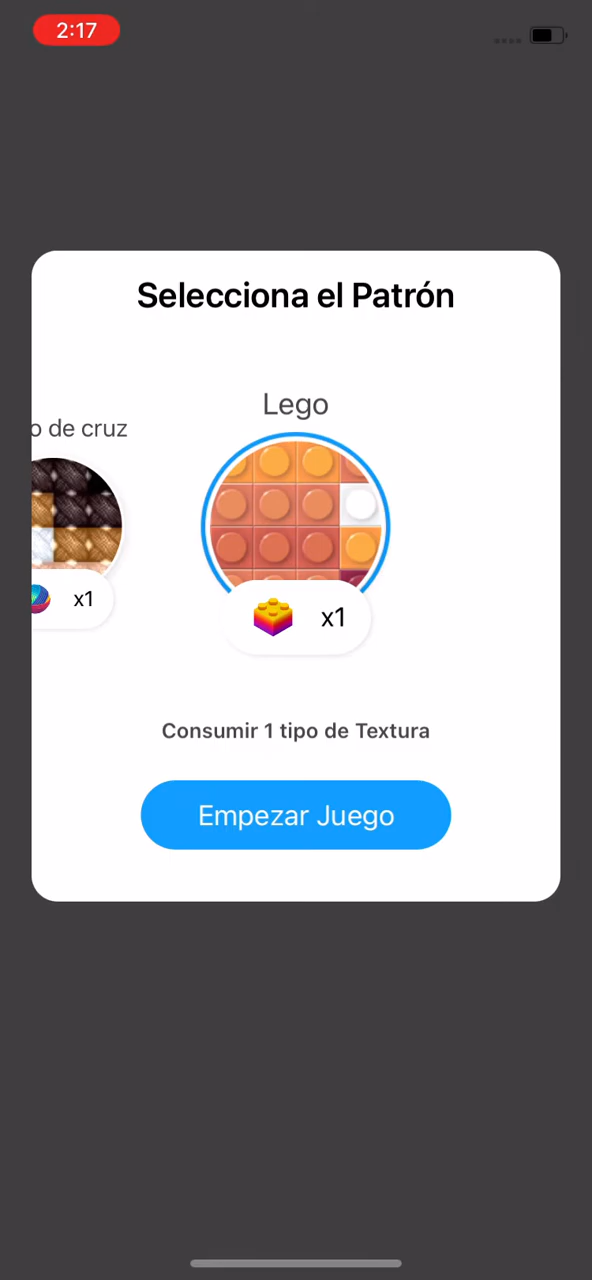 2:17
Selecciona el Patrón
Lego
o de cruz
x1
x1
Consumir 1 tipo de Textura
Empezar Juego